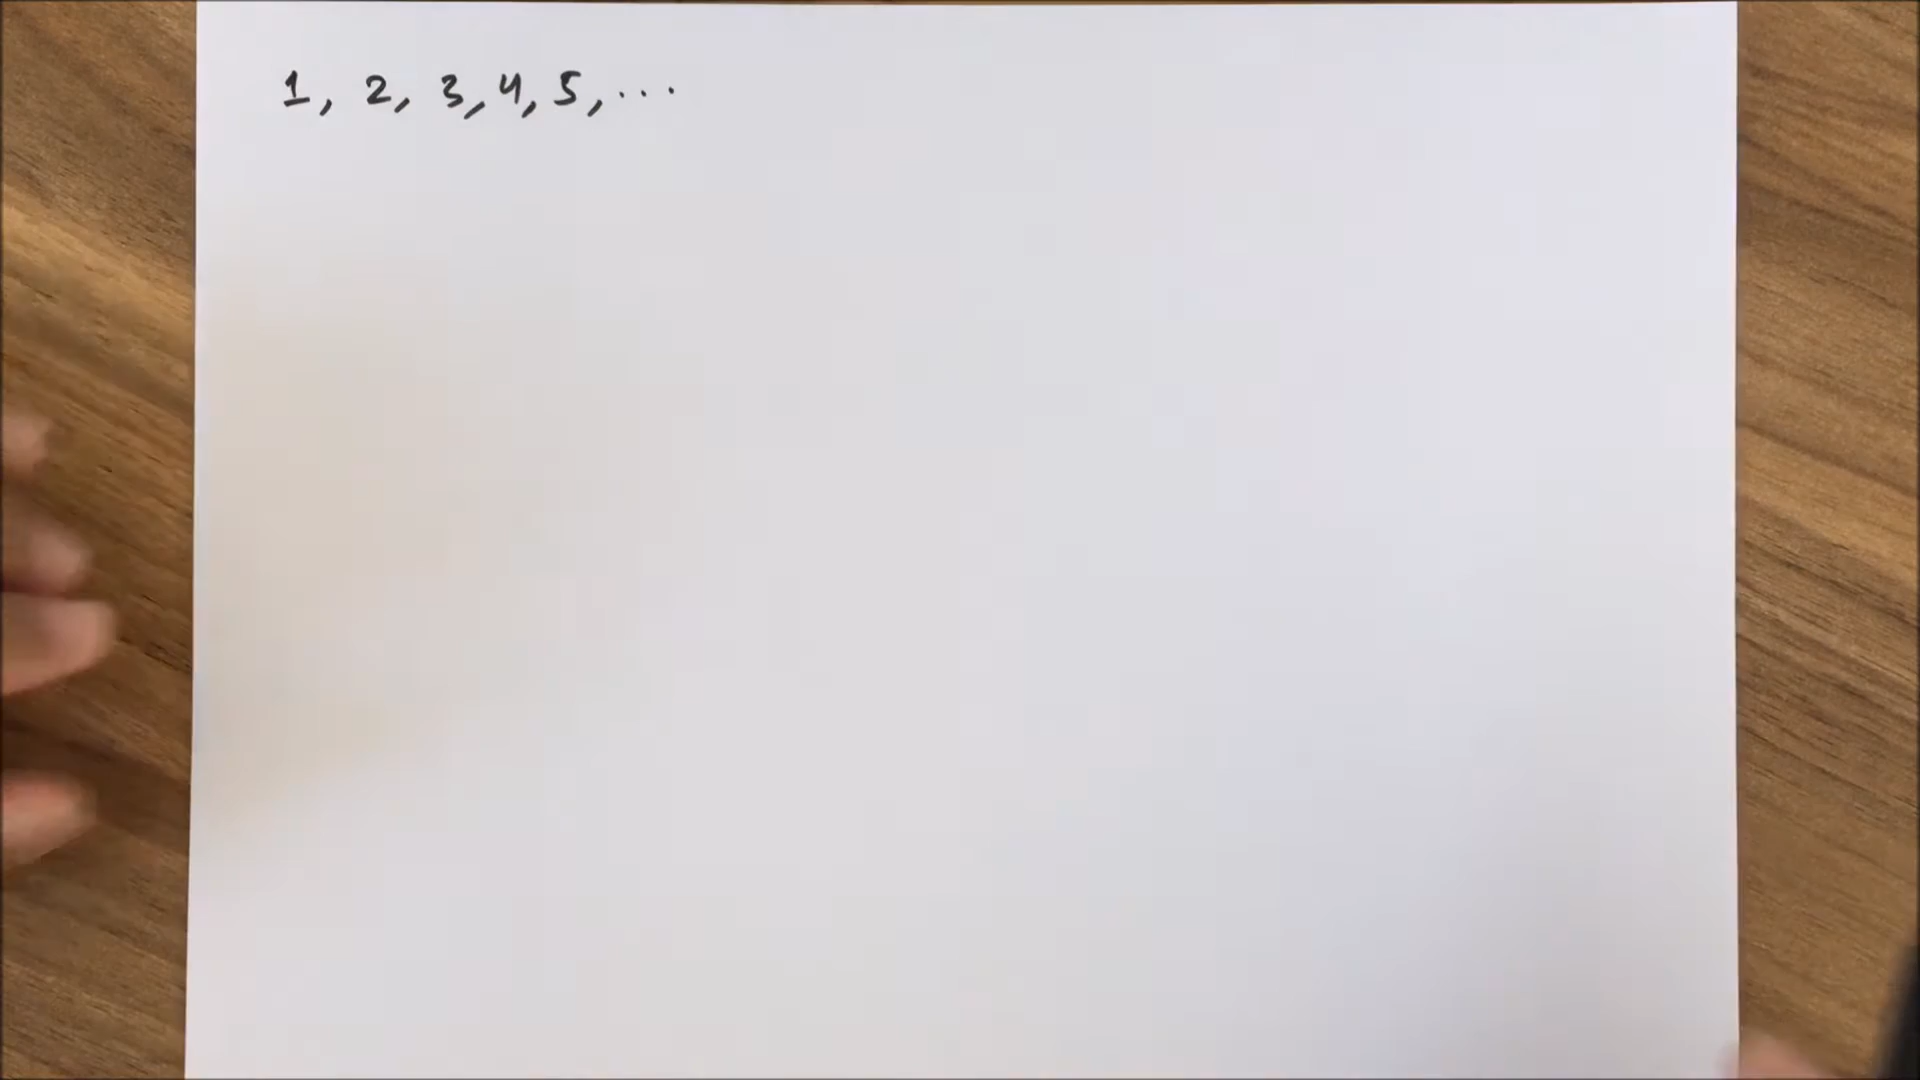 1, 2, 3, 4, 5, ...